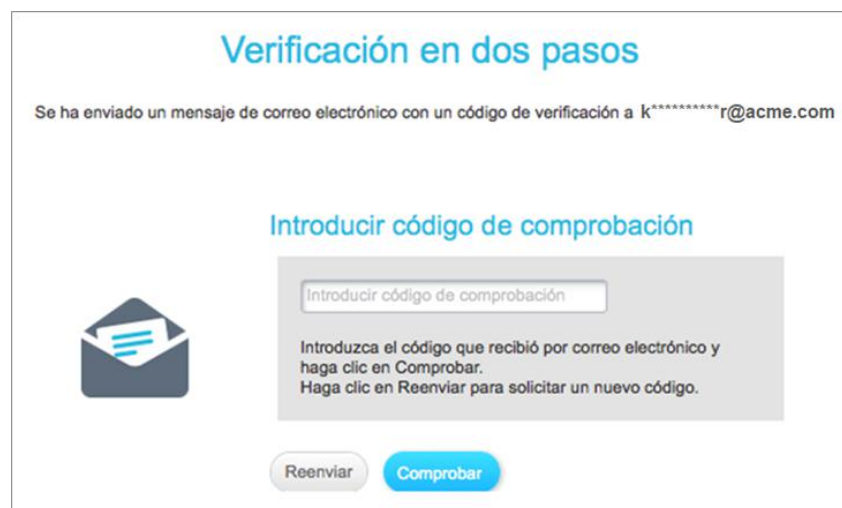 Verificación en dos pasos
Se ha enviado un mensaje de correo electrónico con un código de verificación a k**********r@acme.com
Introducir código de comprobación
Introducir código de comprobación
Introduzca el código que recibió por correo electrónico y
haga clic en Comprobar.
Haga clic en Reenviar para solicitar un nuevo código.
Reenviar
Comprobar